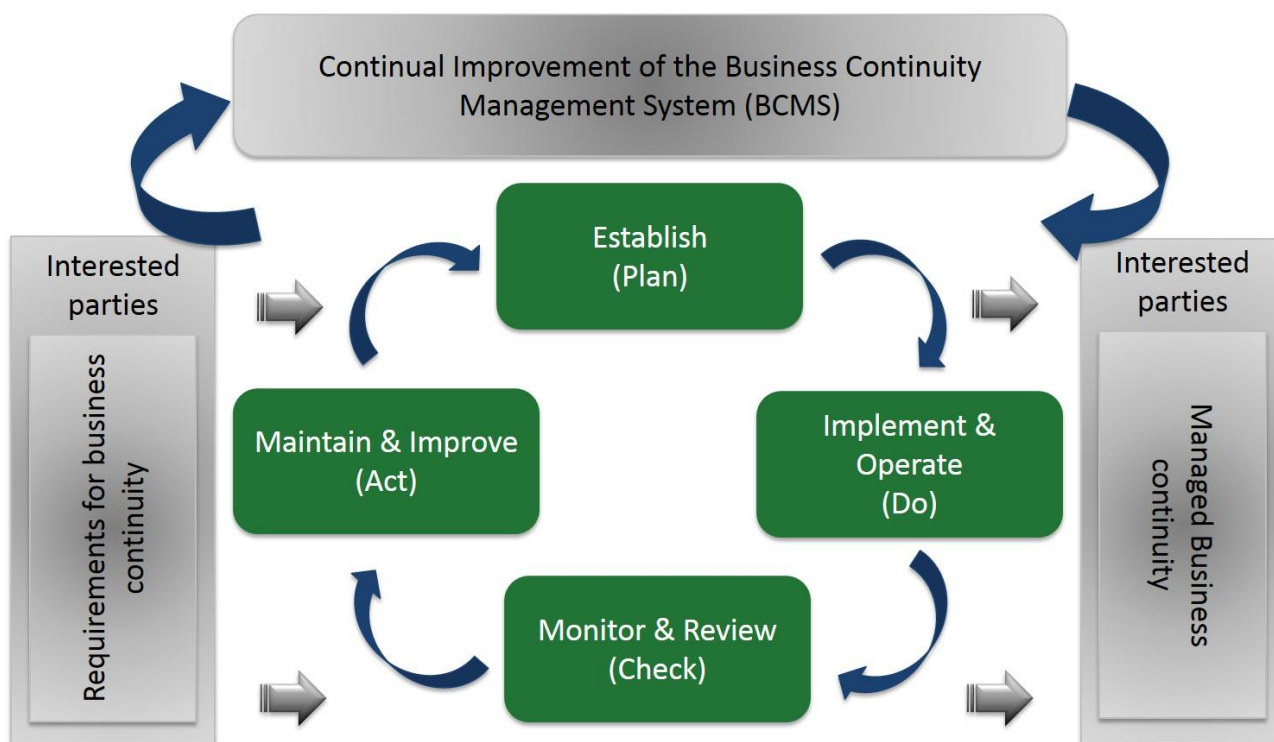 Continual Improvement of the Business Continuity
Management System (BCMS)
Establish
(Plan)
Interested
parties
Interested
parties
Requirements for business
continuity
Maintain & Improve
(Act)
Implement &
Operate
(Do)
Managed Business
continuity
Monitor & Review
(Check)